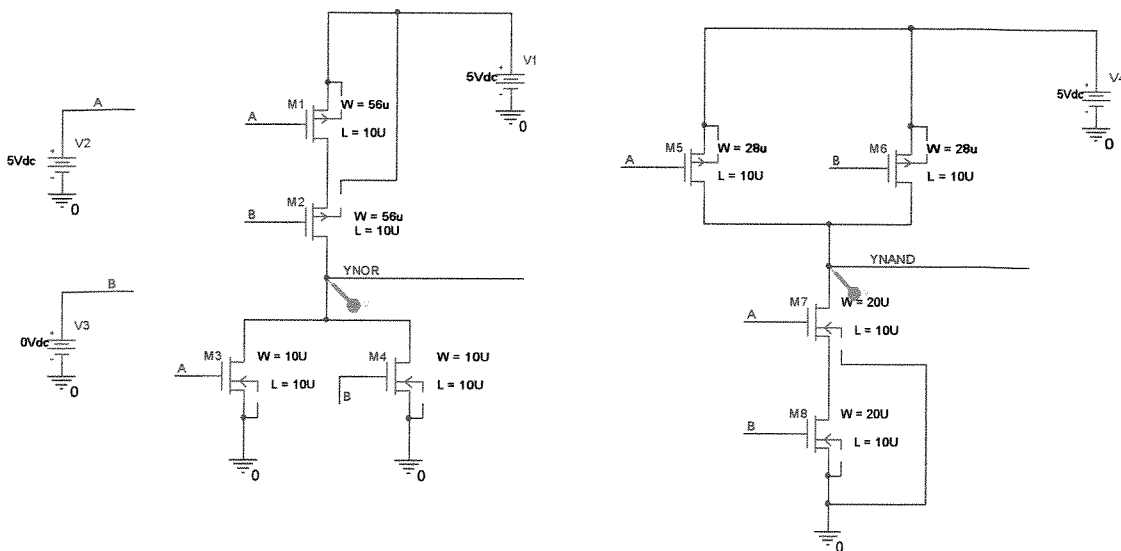 A
V2
5Vdc
0
B
V3
0Vdc
0
V1
5Vdc
0
M1
W = 56u
A
L = 10U
M2
B
W = 56u
L = 10U
YNOR
M3
W = 10U
A
L = 10U
0
M4
W = 10U
L = 10U
B
0
V4
5Vdc
0
M5
W = 28u
A
L = 10U
M6
W = 28u
B
L = 10U
YNAND
M7
W = 20U
A
L = 10U
M8
W = 20U
B
L = 10U
0